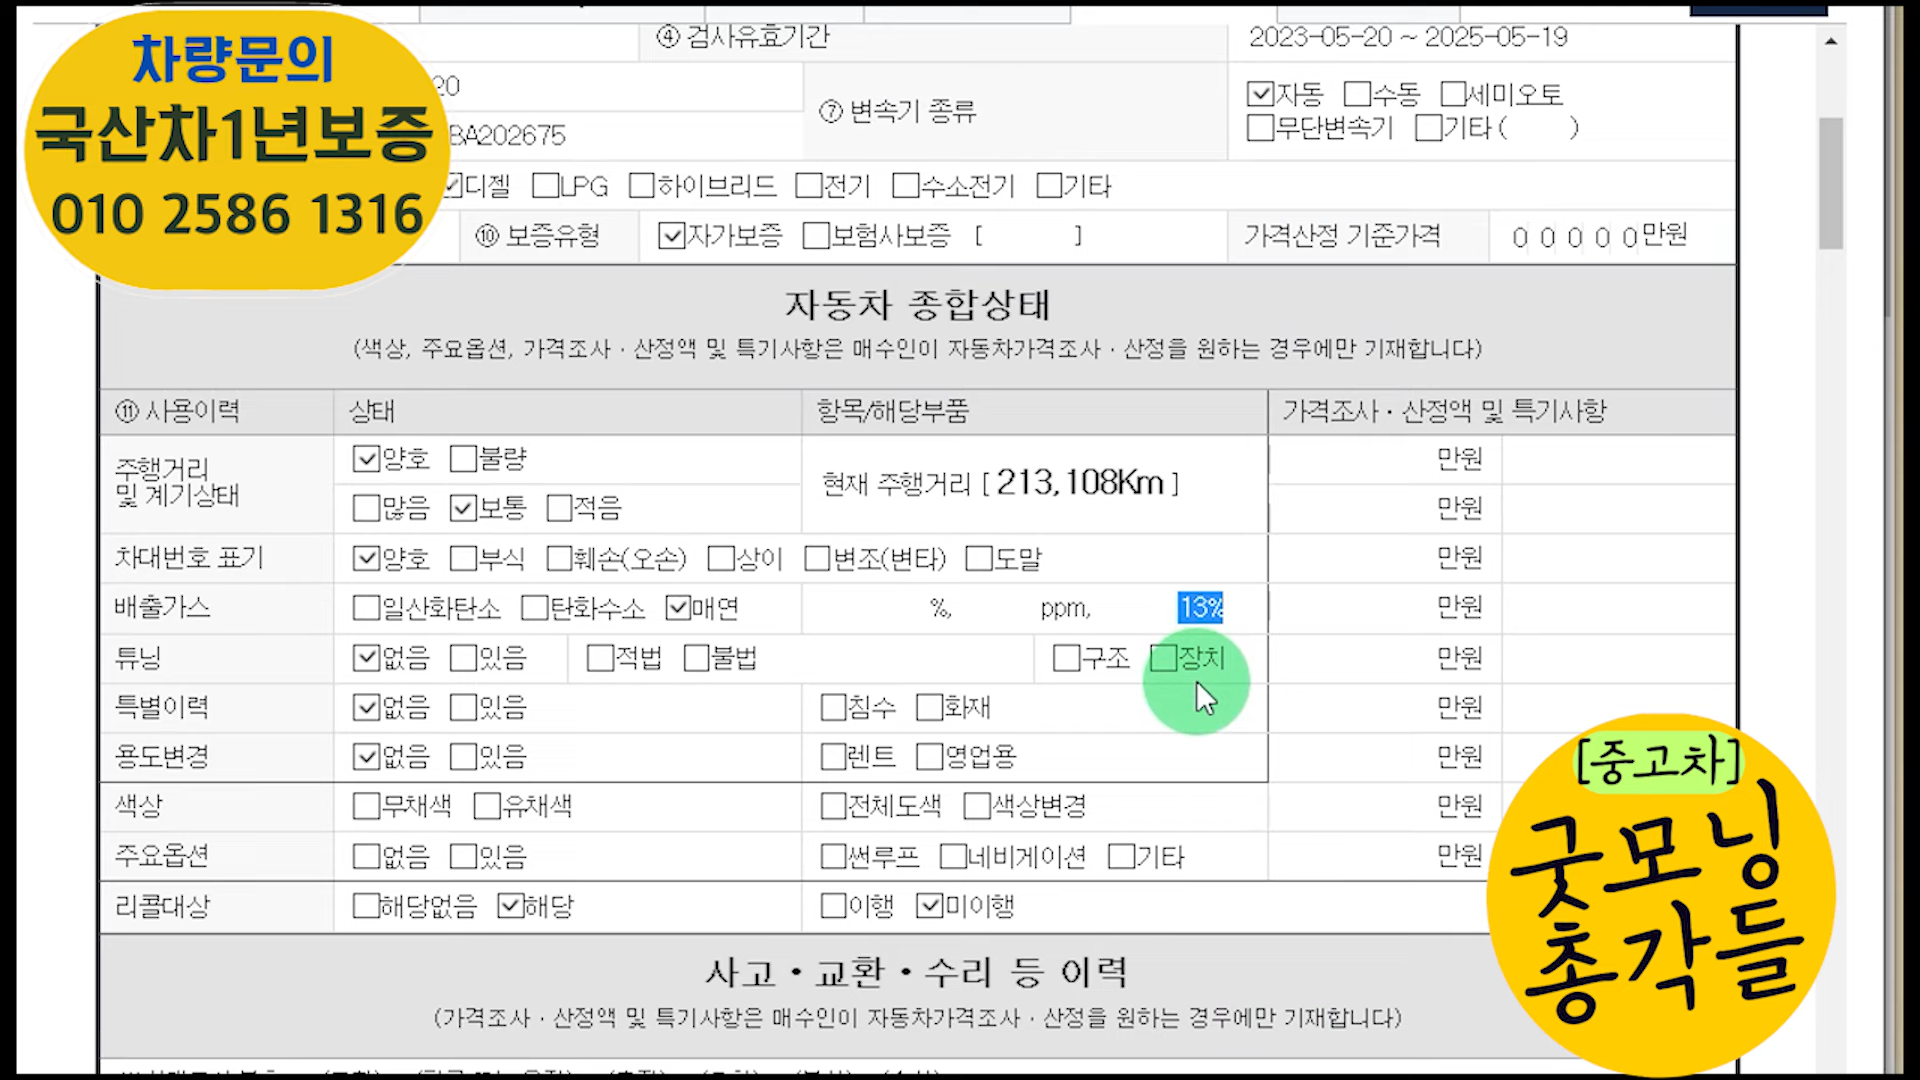 차량문의
국산차1년보증
010 2586 1316
④ 검사유효기간 2023-05-20 ~ 2025-05-19
20
BA202675
⑦ 변속기 종류
자동 수동 세미오토
무단변속기 기타 ( )
디젤 LPG 하이브리드 전기 수소전기 기타
⑩ 보증유형 자가보증 보험사보증 [ ] 가격산정 기준가격 0 0 0 0 0만원
자동차 종합상태
(색상, 주요옵션, 가격조사 · 산정액 및 특기사항은 매수인이 자동차가격조사 · 산정을 원하는 경우에만 기재합니다)
⑪ 사용이력 상태 항목/해당부품 가격조사 · 산정액 및 특기사항
주행거리
및 계기상태
양호 불량 만원
현재 주행거리 [ 213,108Km ]
많음 보통 적음 만원
차대번호 표기 양호 부식 훼손(오손) 상이 변조(변타) 도말 만원
배출가스 일산화탄소 탄화수소 매연 %, ppm, 13% 만원
튜닝 없음 있음 적법 불법 구조 장치 만원
특별이력 없음 있음 침수 화재 만원
용도변경 없음 있음 렌트 영업용 만원
색상 무채색 유채색 전체도색 색상변경 만원
주요옵션 없음 있음 썬루프 네비게이션 기타 만원
리콜대상 해당없음 해당 이행 미이행
사고 · 교환 · 수리 등 이력
(가격조사 · 산정액 및 특기사항은 매수인이 자동차가격조사 · 산정을 원하는 경우에만 기재합니다)
[중고차]
굿모닝
총각들